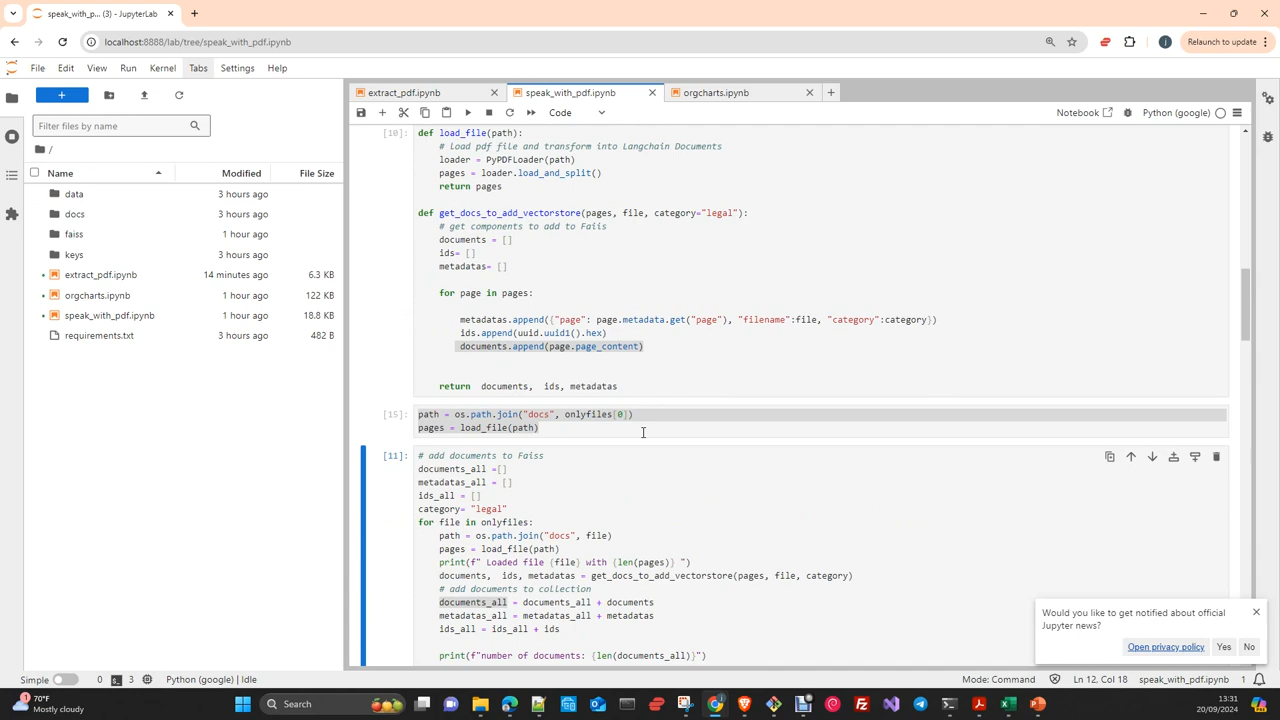 speak_with_p... (3) - JupyterLab
localhost:8888/lab/tree/speak_with_pdf.ipynb
Relaunch to update
File Edit View Run Kernel Tabs Settings Help
extract_pdf.ipynb
speak_with_pdf.ipynb
orgcharts.ipynb
Code
Notebook
Python (google)
Filter files by name
/
Name Modified File Size
data 3 hours ago
docs 3 hours ago
faiss 1 hour ago
keys 3 hours ago
extract_pdf.ipynb 14 minutes ago 6.3 KB
orgcharts.ipynb 1 hour ago 122 KB
speak_with_pdf.ipynb 1 hour ago 18.8 KB
requirements.txt 3 hours ago 482 B
[10]: def load_file(path):
# Load pdf file and transform into Langchain Documents
loader = PyPDFLoader(path)
pages = loader.load_and_split()
return pages
def get_docs_to_add_vectorstore(pages, file, category="legal"):
# get components to add to Faiis
documents = []
ids= []
metadatas= []
for page in pages:
metadatas.append({"page": page.metadata.get("page"), "filename":file, "category":category})
ids.append(uuid.uuid1().hex)
documents.append(page.page_content)
return documents, ids, metadatas
[15]: path = os.path.join("docs", onlyfiles[0])
pages = load_file(path)
[11]: # add documents to Faiss
documents_all =[]
metadatas_all = []
ids_all = []
category= "legal"
for file in onlyfiles:
path = os.path.join("docs", file)
pages = load_file(path)
print(f" Loaded file {file} with {len(pages)} ")
documents, ids, metadatas = get_docs_to_add_vectorstore(pages, file, category)
# add documents to collection
documents_all = documents_all + documents
metadatas_all = metadatas_all + metadatas
ids_all = ids_all + ids
print(f"number of documents: {len(documents_all)}")
Would you like to get notified about official
Jupyter news?
Open privacy policy Yes No
Simple 0 3 Python (google) | Idle
Mode: Command Ln 12, Col 18 speak_with_pdf.ipynb 1
70°F
Mostly cloudy
Search
13:31
20/09/2024